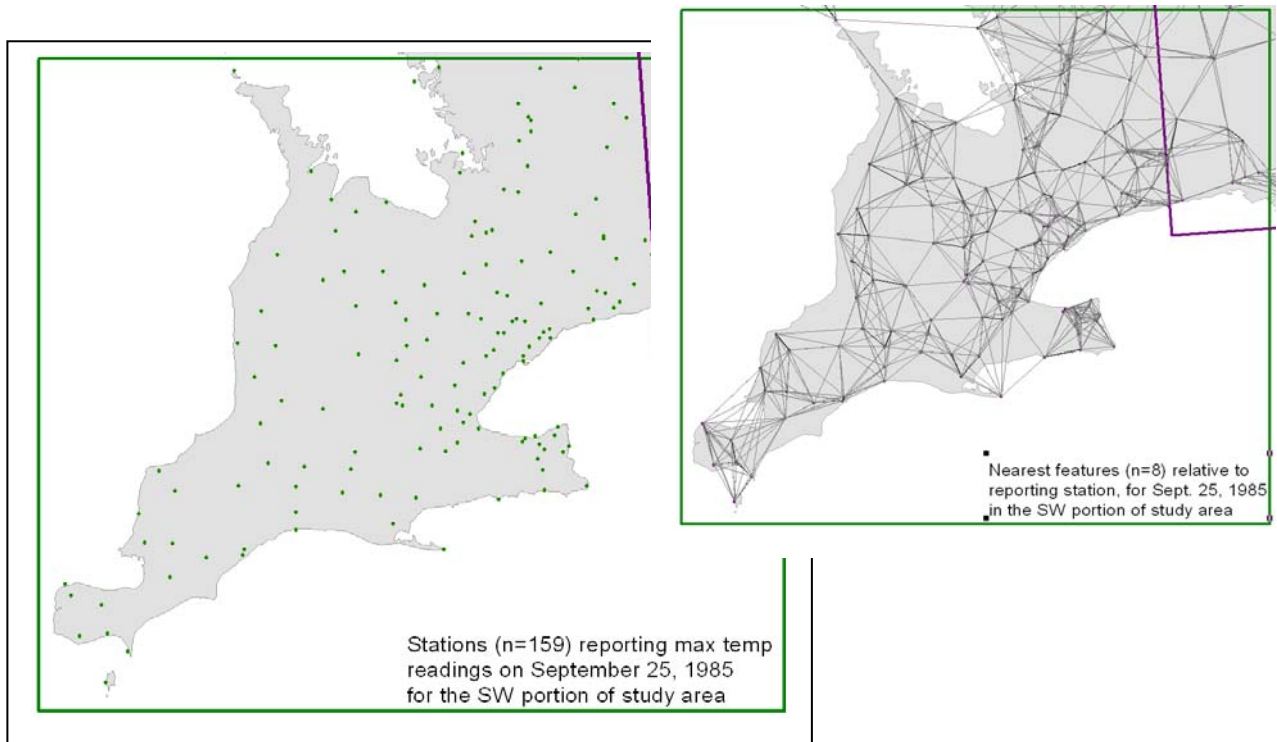 Stations (n=159) reporting max temp
readings on September 25, 1985
for the SW portion of study area
Nearest features (n=8) relative to
reporting station, for Sept. 25, 1985
in the SW portion of study area